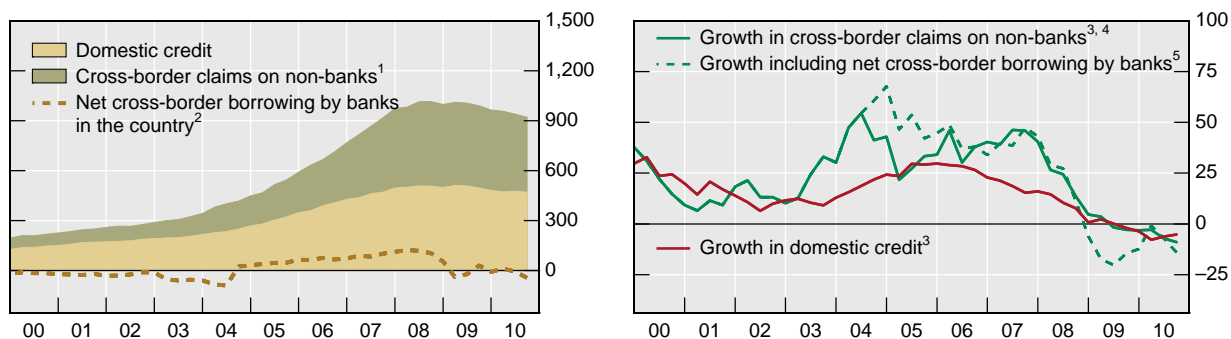 1,500
1,200
900
600
300
0
Domestic credit
Cross-border claims on non-banks1
Net cross-border borrowing by banks
in the country2
00 01 02 03 04 05 06 07 08 09 10
100
75
50
25
0
–25
Growth in cross-border claims on non-banks3, 4
Growth including net cross-border borrowing by banks5
Growth in domestic credit3
00 01 02 03 04 05 06 07 08 09 10